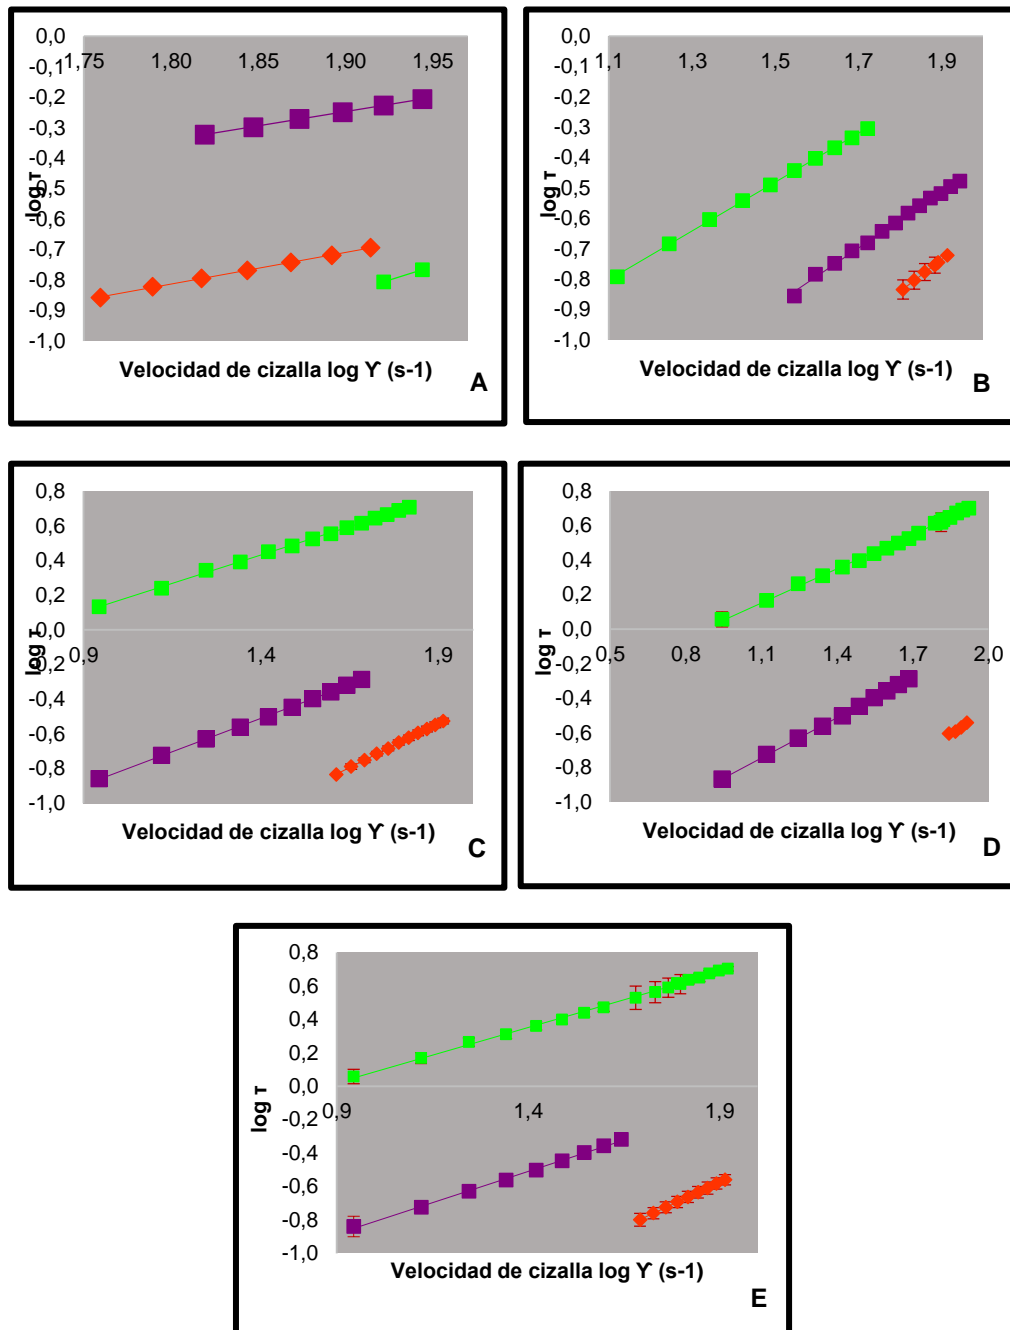 0,0
-0,1
-0,2
-0,3
-0,4
-0,5
-0,6
-0,7
-0,8
-0,9
-1,0
1,75 1,80 1,85 1,90 1,95
log τ
Velocidad de cizalla log ϒ (s-1)
A
0,0
-0,1
-0,2
-0,3
-0,4
-0,5
-0,6
-0,7
-0,8
-0,9
-1,0
1,1 1,3 1,5 1,7 1,9
log τ
Velocidad de cizalla log ϒ (s-1)
B
0,8
0,6
0,4
0,2
0,0
-0,2
-0,4
-0,6
-0,8
-1,0
0,9 1,4 1,9
log τ
Velocidad de cizalla log ϒ (s-1)
C
0,8
0,6
0,4
0,2
0,0
-0,2
-0,4
-0,6
-0,8
-1,0
0,5 0,8 1,1 1,4 1,7 2,0
log τ
Velocidad de cizalla log ϒ (s-1)
D
0,8
0,6
0,4
0,2
0,0
-0,2
-0,4
-0,6
-0,8
-1,0
0,9 1,4 1,9
log τ
Velocidad de cizalla log ϒ (s-1)
E